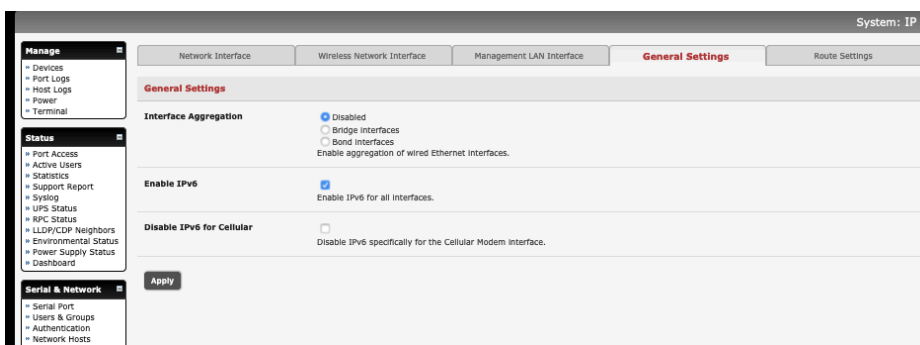 System: IP
Manage
» Devices
» Port Logs
» Host Logs
» Power
» Terminal
Status
» Port Access
» Active Users
» Statistics
» Support Report
» Syslog
» UPS Status
» RPC Status
» LLDP/CDP Neighbors
» Environmental Status
» Power Supply Status
» Dashboard
Serial & Network
» Serial Port
» Users & Groups
» Authentication
» Network Hosts
Network Interface
Wireless Network Interface
Management LAN Interface
General Settings
Route Settings
General Settings
Interface Aggregation
Disabled
Bridge interfaces
Bond interfaces
Enable aggregation of wired Ethernet interfaces.
Enable IPv6
Enable IPv6 for all interfaces.
Disable IPv6 for Cellular
Disable IPv6 specifically for the Cellular Modem interface.
Apply